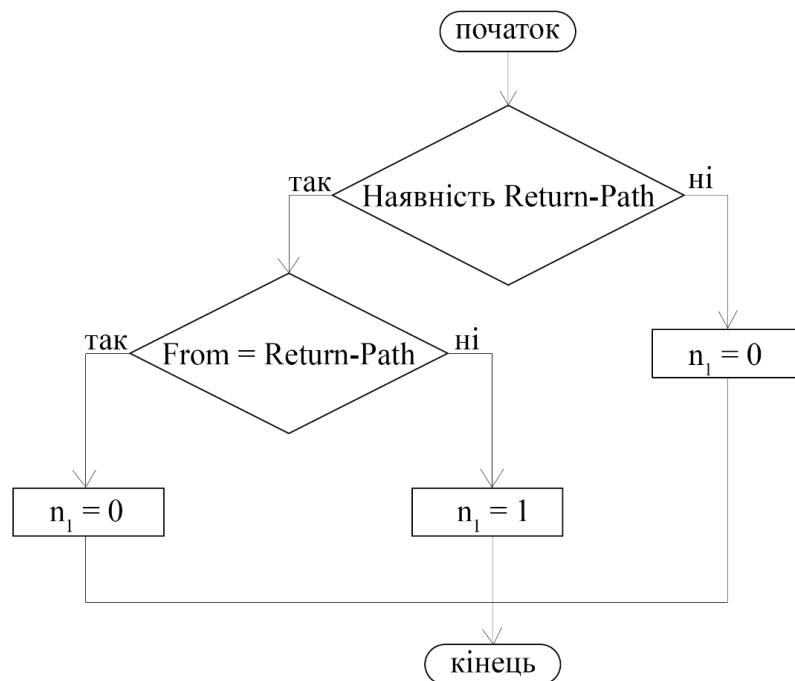 початок
так
Наявність Return-Path
ні
так
From = Return-Path
ні
n₁ = 0
n₁ = 0
n₁ = 1
кінець